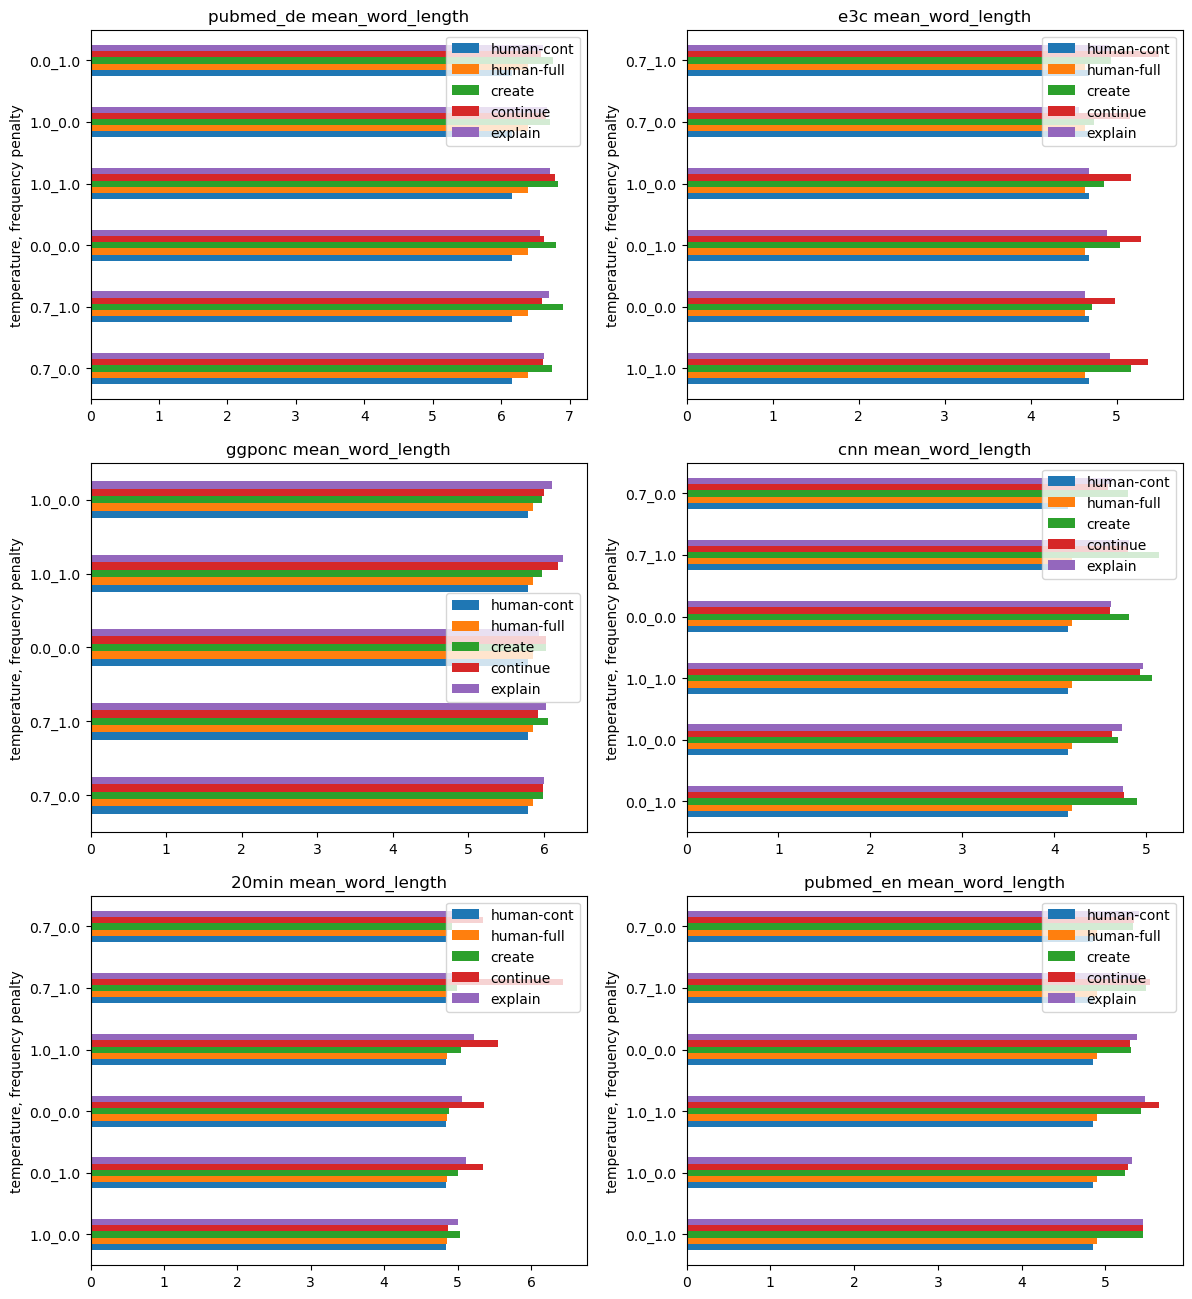 pubmed_de mean_word_length
temperature, frequency penalty
0.0_1.0
1.0_0.0
1.0_1.0
0.0_0.0
0.7_1.0
0.7_0.0
0 1 2 3 4 5 6 7
human-cont
human-full
create
continue
explain
e3c mean_word_length
temperature, frequency penalty
0.7_1.0
0.7_0.0
1.0_0.0
0.0_1.0
0.0_0.0
1.0_1.0
0 1 2 3 4 5
human-cont
human-full
create
continue
explain
ggponc mean_word_length
temperature, frequency penalty
1.0_0.0
1.0_1.0
0.0_0.0
0.7_1.0
0.7_0.0
0 1 2 3 4 5 6
human-cont
human-full
create
continue
explain
cnn mean_word_length
temperature, frequency penalty
0.7_0.0
0.7_1.0
0.0_0.0
1.0_1.0
1.0_0.0
0.0_1.0
0 1 2 3 4 5
human-cont
human-full
create
continue
explain
20min mean_word_length
temperature, frequency penalty
0.7_0.0
0.7_1.0
1.0_1.0
0.0_0.0
0.0_1.0
1.0_0.0
0 1 2 3 4 5 6
human-cont
human-full
create
continue
explain
pubmed_en mean_word_length
temperature, frequency penalty
0.7_0.0
0.7_1.0
0.0_0.0
1.0_1.0
1.0_0.0
0.0_1.0
0 1 2 3 4 5
human-cont
human-full
create
continue
explain